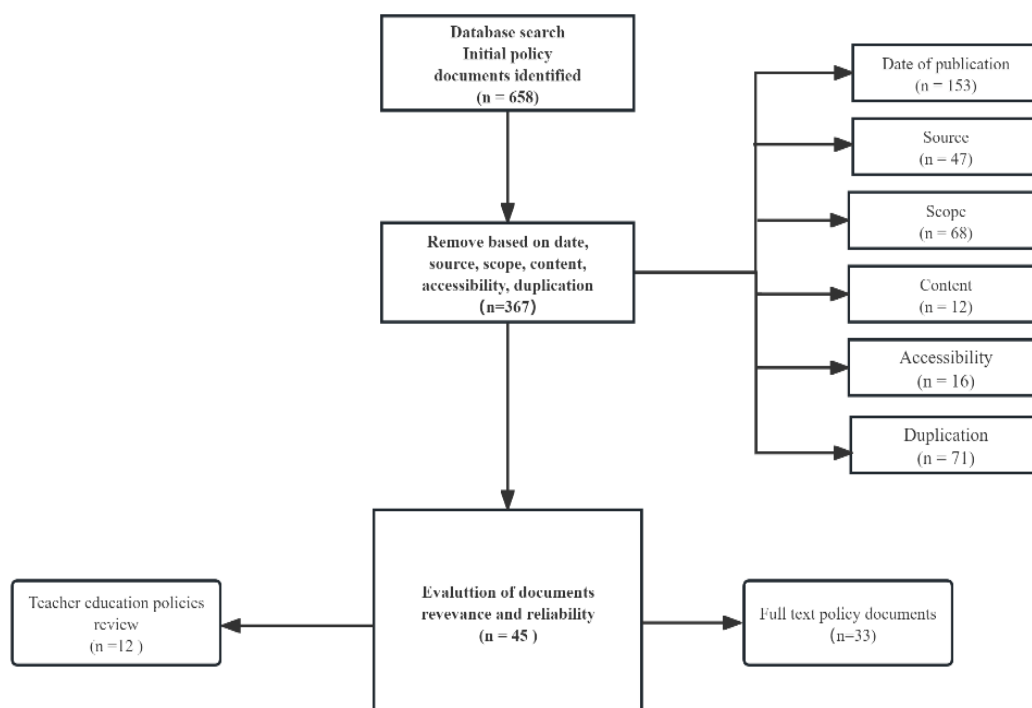 Database search
Initial policy
documents identified
(n = 658)
Date of publication
(n = 153)
Source
(n = 47)
Scope
(n = 68)
Remove based on date,
source, scope, content,
accessibility, duplication
(n=367)
Content
(n = 12)
Accessibility
(n = 16)
Duplication
(n = 71)
Teacher education policies
review
(n =12 )
Evaluttion of documents
revevance and reliability
(n = 45 )
Full text policy documents
(n=33)